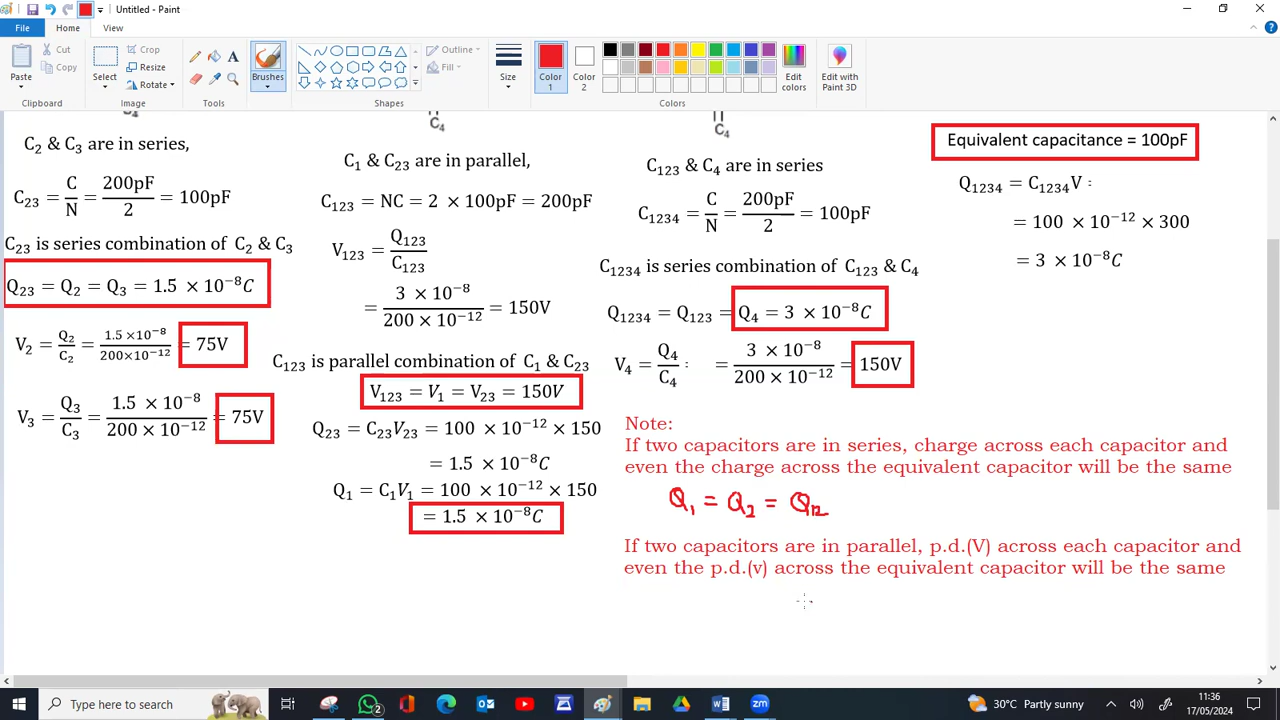 Untitled - Paint
File Home View
Paste
Cut
Copy
Clipboard
Select
Crop
Resize
Rotate
Image
A
Tools
Brushes
Outline
Fill
Shapes
Size
Color 1
Color 2
Edit colors
Colors
Edit with Paint 3D
C₂ & C₃ are in series,
C₂₃ = C/N = 200pF/2 = 100pF
C₂₃ is series combination of C₂ & C₃
Q₂₃ = Q₂ = Q₃ = 1.5 × 10⁻⁸C
V₂ = Q₂/C₂ = 1.5 ×10⁻⁸/200×10⁻¹² = 75V
V₃ = Q₃/C₃ = 1.5 × 10⁻⁸/200 × 10⁻¹² = 75V
C₄
C₁ & C₂₃ are in parallel,
C₁₂₃ = NC = 2 × 100pF = 200pF
V₁₂₃ = Q₁₂₃/C₁₂₃
= 3 × 10⁻⁸/200 × 10⁻¹² = 150V
C₁₂₃ is parallel combination of C₁ & C₂₃
V₁₂₃ = V₁ = V₂₃ = 150V
Q₂₃ = C₂₃V₂₃ = 100 × 10⁻¹² × 150
= 1.5 × 10⁻⁸C
Q₁ = C₁V₁ = 100 × 10⁻¹² × 150
= 1.5 × 10⁻⁸C
C₄
C₁₂₃ & C₄ are in series
C₁₂₃₄ = C/N = 200pF/2 = 100pF
C₁₂₃₄ is series combination of C₁₂₃ & C₄
Q₁₂₃₄ = Q₁₂₃ = Q₄ = 3 × 10⁻⁸C
V₄ = Q₄/C₄ = 3 × 10⁻⁸/200 × 10⁻¹² = 150V
Equivalent capacitance = 100pF
Q₁₂₃₄ = C₁₂₃₄V =
= 100 × 10⁻¹² × 300
= 3 × 10⁻⁸C
Note:
If two capacitors are in series, charge across each capacitor and
even the charge across the equivalent capacitor will be the same
Q₁ = Q₂ = Q₁₂
If two capacitors are in parallel, p.d.(V) across each capacitor and
even the p.d.(v) across the equivalent capacitor will be the same
Type here to search
2
30°C Partly sunny
11:36
17/05/2024